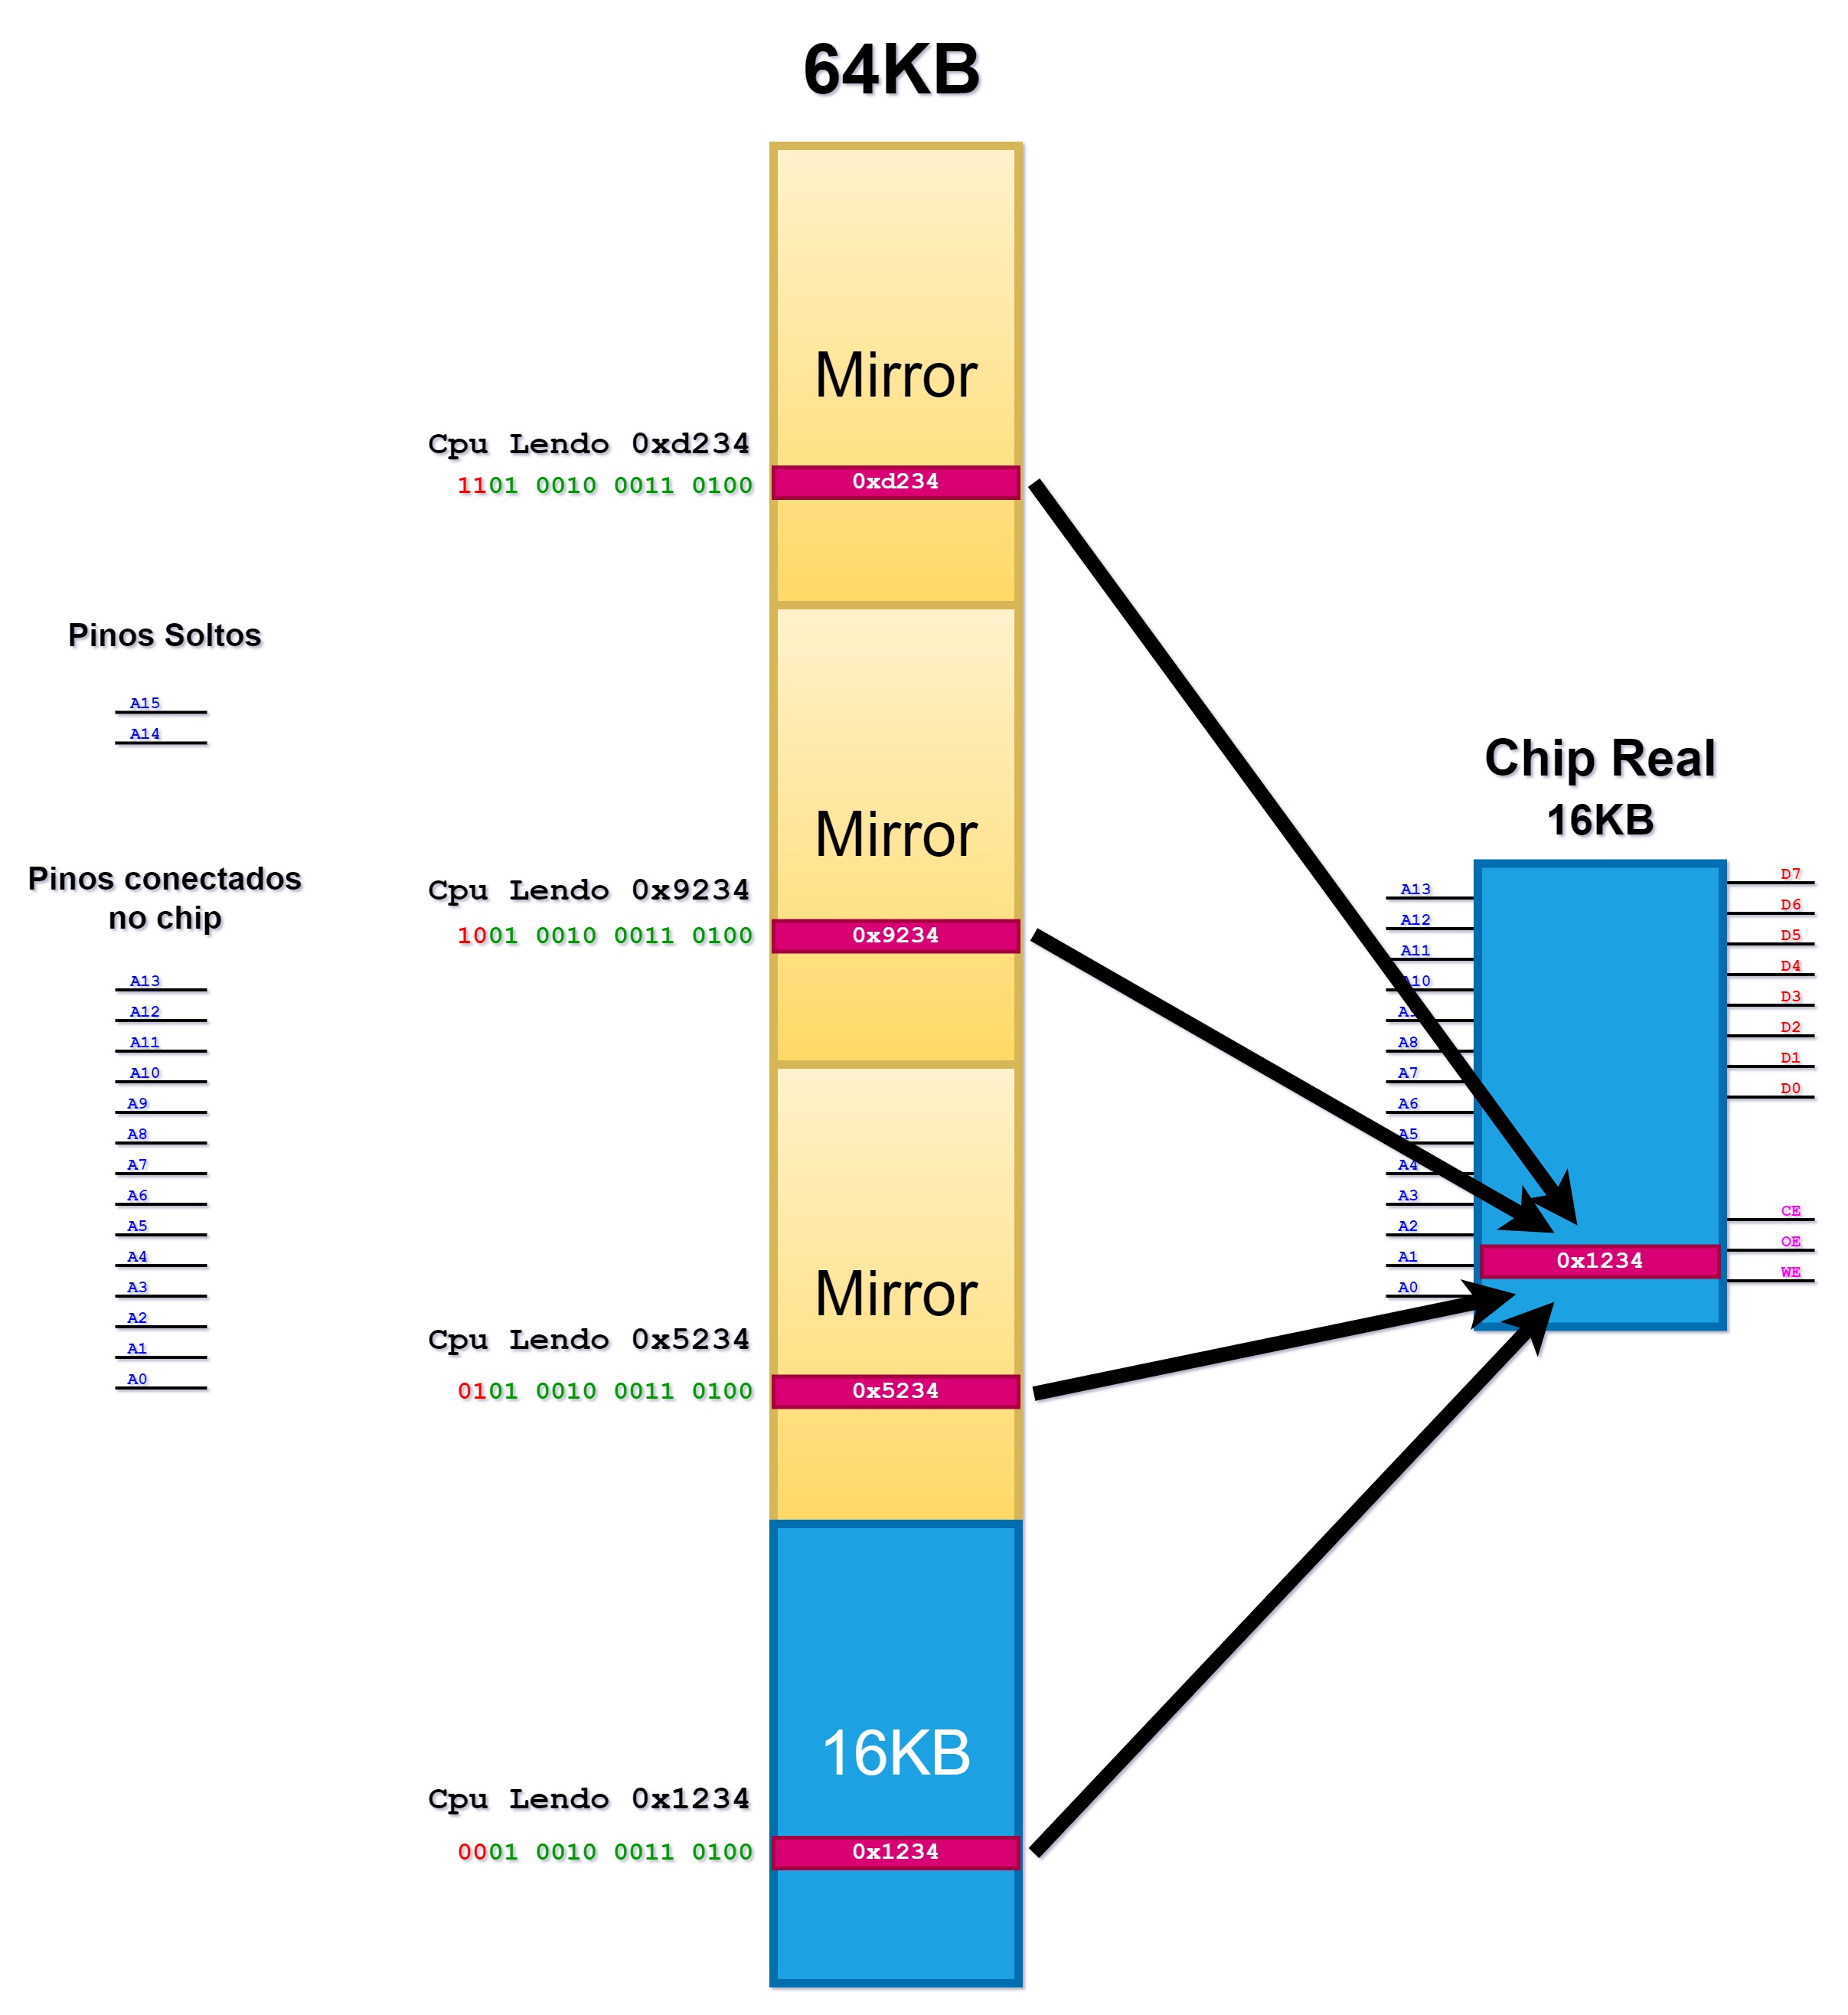 64KB
Mirror
Cpu Lendo 0xd234
1101 0010 0011 0100
0xd234
Pinos Soltos
A15
A14
Mirror
Cpu Lendo 0x9234
1001 0010 0011 0100
0x9234
Pinos conectados
no chip
A13
A12
A11
A10
A9
A8
A7
A6
A5
A4
A3
A2
A1
A0
Mirror
Cpu Lendo 0x5234
0101 0010 0011 0100
0x5234
16KB
Cpu Lendo 0x1234
0001 0010 0011 0100
0x1234
Chip Real
16KB
A13
A12
A11
A10
A8
A7
A6
A5
A4
A3
A2
A1
A0
0x1234
D7
D6
D5
D4
D3
D2
D1
D0
CE
OE
WE